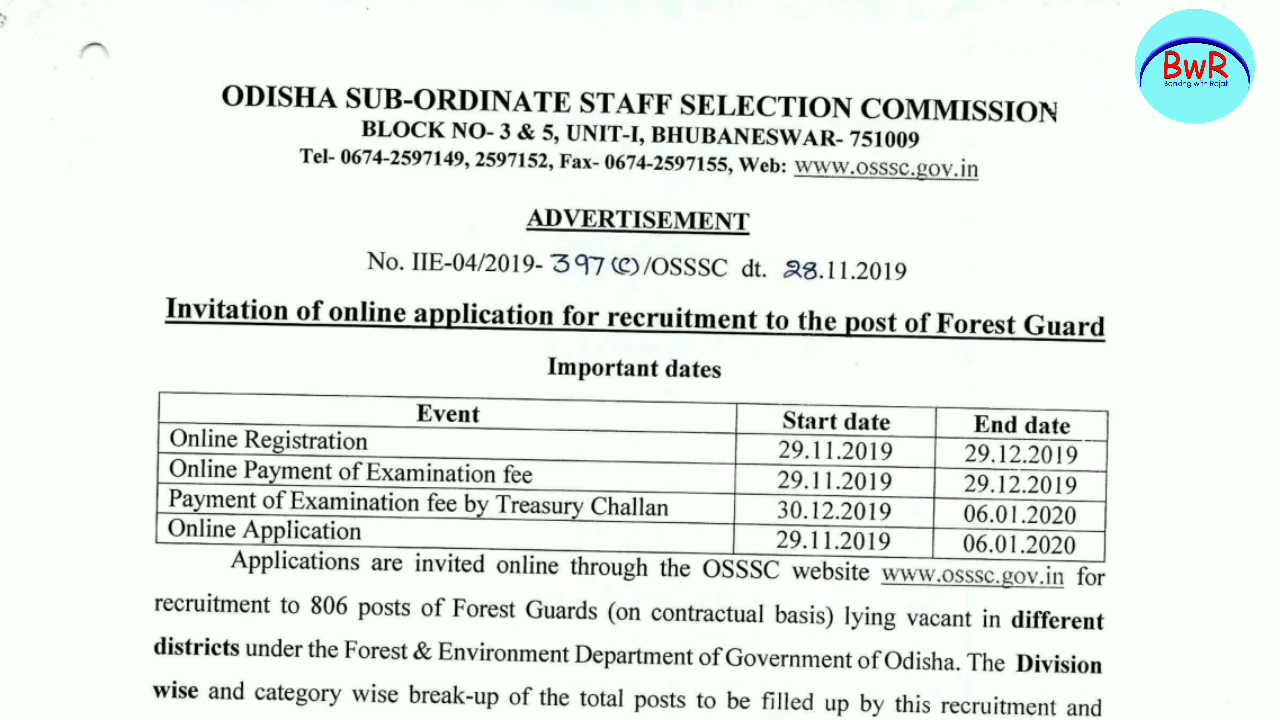 BwR
Banding with Rajat
ODISHA SUB-ORDINATE STAFF SELECTION COMMISSION
BLOCK NO- 3 & 5, UNIT-I, BHUBANESWAR- 751009
Tel- 0674-2597149, 2597152, Fax- 0674-2597155, Web: www.osssc.gov.in
ADVERTISEMENT
No. IIE-04/2019- 397(C)/OSSSC dt. 28.11.2019
Invitation of online application for recruitment to the post of Forest Guard
Important dates
Event Start date End date
Online Registration 29.11.2019 29.12.2019
Online Payment of Examination fee 29.11.2019 29.12.2019
Payment of Examination fee by Treasury Challan 30.12.2019 06.01.2020
Online Application 29.11.2019 06.01.2020
Applications are invited online through the OSSSC website www.osssc.gov.in for
recruitment to 806 posts of Forest Guards (on contractual basis) lying vacant in different
districts under the Forest & Environment Department of Government of Odisha. The Division
wise and category wise break-up of the total posts to be filled up by this recruitment and